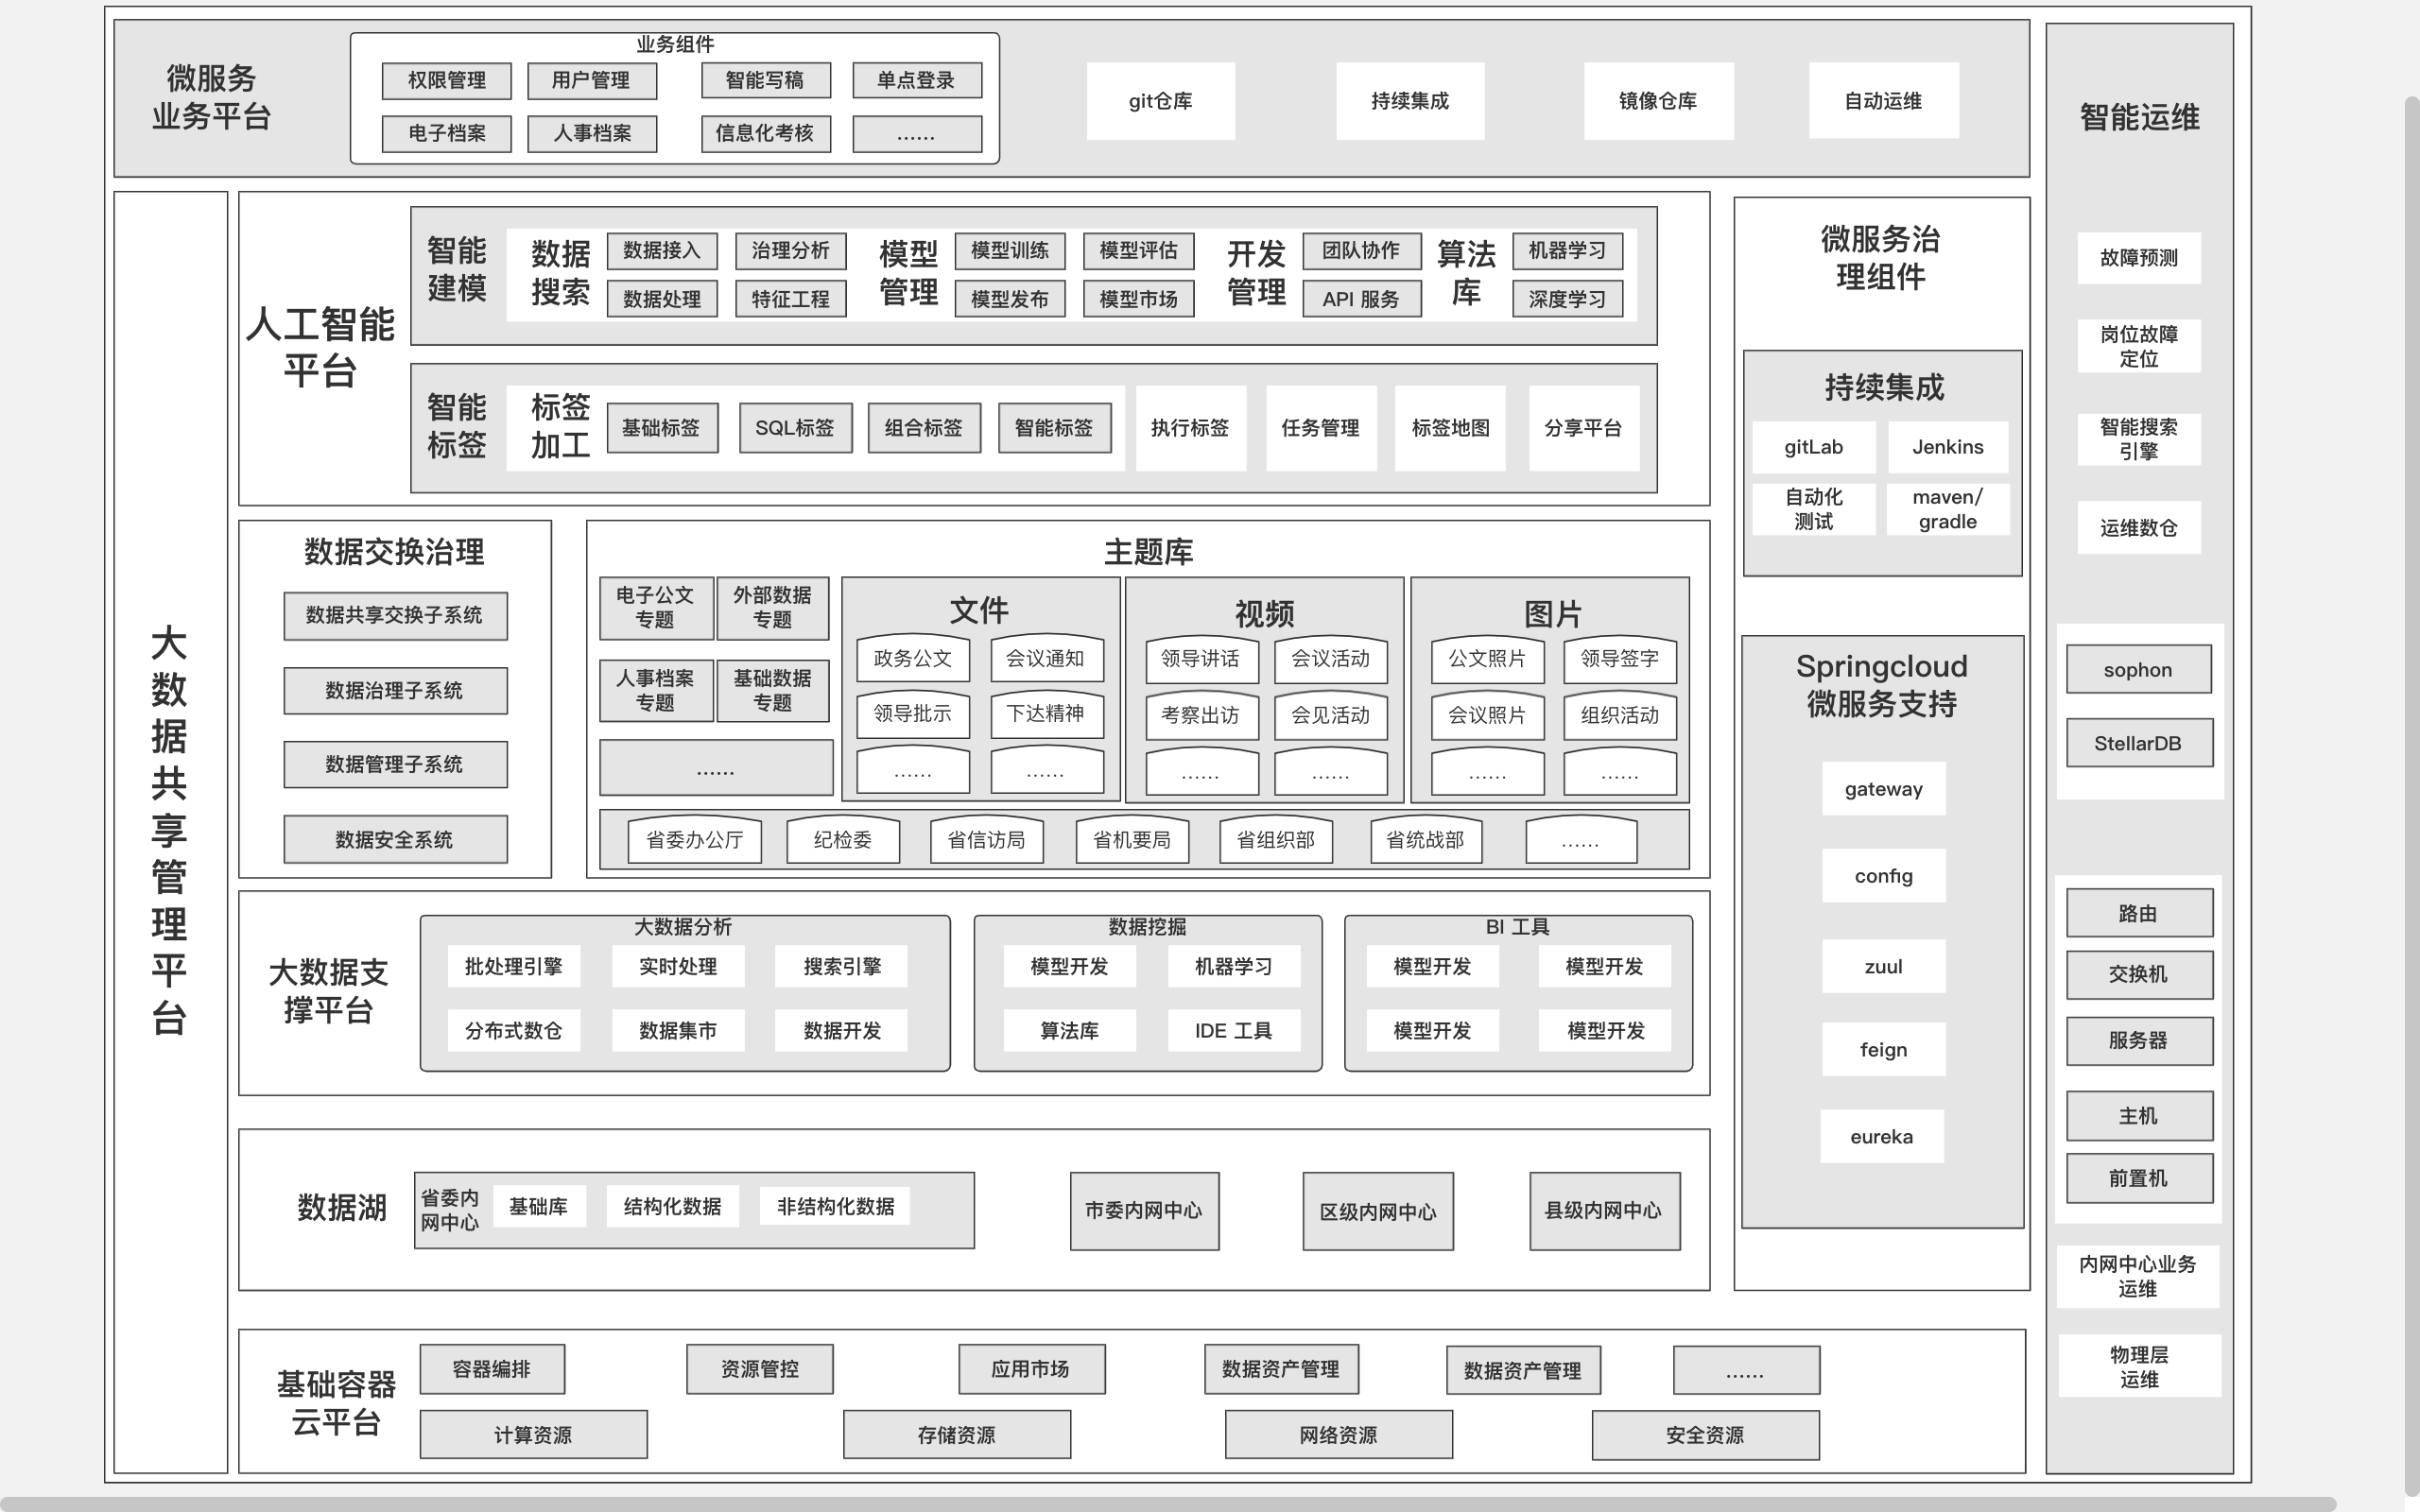 微服务
业务平台
业务组件
权限管理
用户管理
智能写稿
单点登录
电子档案
人事档案
信息化考核
……
git仓库
持续集成
镜像仓库
自动运维
大
数
据
共
享
管
理
平
台
人工智能
平台
智能
建模
数据
搜索
数据接入
治理分析
数据处理
特征工程
模型
管理
模型训练
模型评估
模型发布
模型市场
开发
管理
团队协作
API 服务
算法
库
机器学习
深度学习
智能
标签
标签
加工
基础标签
SQL标签
组合标签
智能标签
执行标签
任务管理
标签地图
分享平台
数据交换治理
数据共享交换子系统
数据治理子系统
数据管理子系统
数据安全系统
主题库
电子公文
专题
外部数据
专题
人事档案
专题
基础数据
专题
……
文件
政务公文
会议通知
领导批示
下达精神
……
……
视频
领导讲话
会议活动
考察出访
会见活动
……
……
图片
公文照片
领导签字
会议照片
组织活动
……
……
省委办公厅
纪检委
省信访局
省机要局
省组织部
省统战部
……
大数据支
撑平台
大数据分析
批处理引擎
实时处理
搜索引擎
分布式数仓
数据集市
数据开发
数据挖掘
模型开发
机器学习
算法库
IDE 工具
BI 工具
模型开发
模型开发
模型开发
模型开发
数据湖
省委内
网中心
基础库
结构化数据
非结构化数据
市委内网中心
区级内网中心
县级内网中心
基础容器
云平台
容器编排
资源管控
应用市场
数据资产管理
数据资产管理
……
计算资源
存储资源
网络资源
安全资源
微服务治
理组件
持续集成
gitLab
Jenkins
自动化
测试
maven/
gradle
Springcloud
微服务支持
gateway
config
zuul
feign
eureka
智能运维
故障预测
岗位故障
定位
智能搜索
引擎
运维数仓
sophon
StellarDB
路由
交换机
服务器
主机
前置机
内网中心业务
运维
物理层
运维